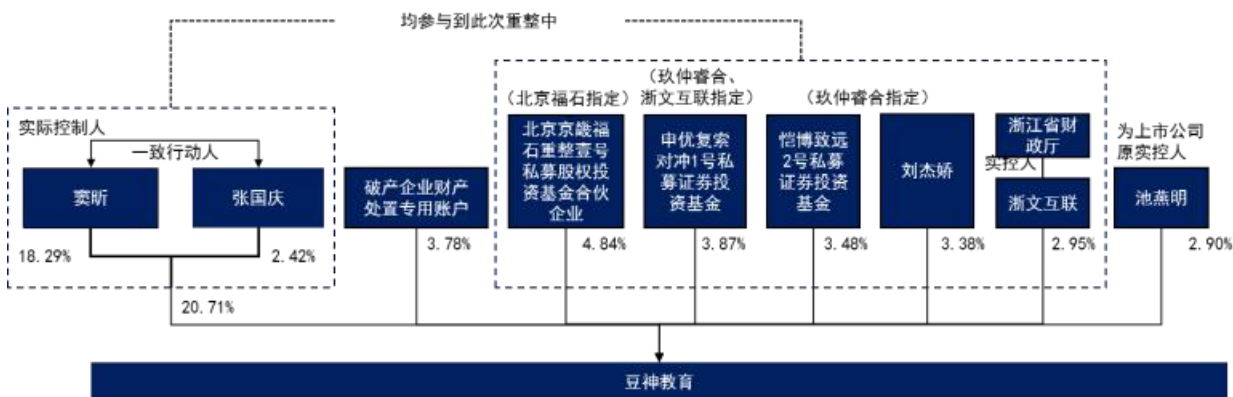 均参与到此次重整中
实际控制人
一致行动人
窦昕
张国庆
18.29%
2.42%
20.71%
破产企业财产
处置专用账户
3.78%
（北京福石指定）
北京京畿福
石重整壹号
私募股权投
资基金合伙
企业
4.84%
（玖仲睿合、
浙文互联指定）
申优复索
对冲1号私
募证券投
资基金
3.87%
（玖仲睿合指定）
恺博致远
2号私募
证券投资
基金
3.48%
刘杰娇
3.38%
浙江省财
政厅
实控人
浙文互联
2.95%
为上市公司
原实控人
池燕明
2.90%
豆神教育